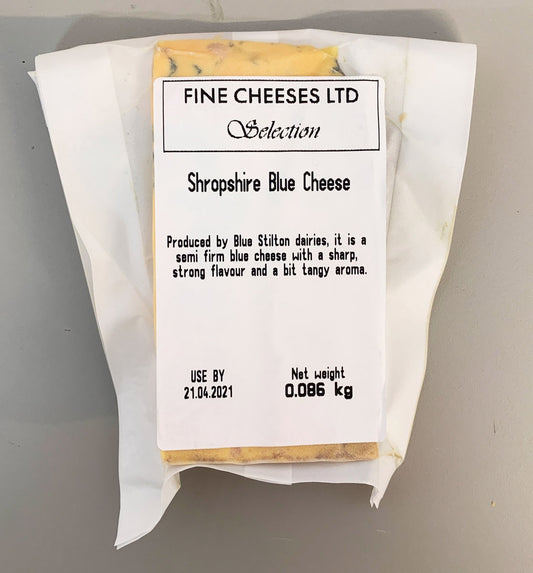 FINE CHEESES LTD
Selection
Shropshire Blue Cheese
Produced by Blue Stilton dairies, it is a
semi firm blue cheese with a sharp,
strong flavour and a bit tangy aroma.
USE BY
21.04.2021
Net weight
0.086 kg